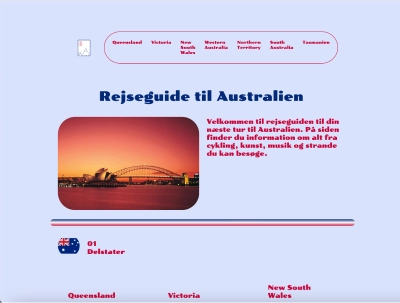 Queensland
Victoria
New
South
Wales
Western
Australia
Northern
Territory
South
Australia
Tasmanien
Rejseguide til Australien
Velkommen til rejseguiden til din
næste tur til Australien. På siden
finder du information om alt fra
cykling, kunst, musik og strande
du kan besøge.
01
Delstater
Queensland
Victoria
New South
Wales